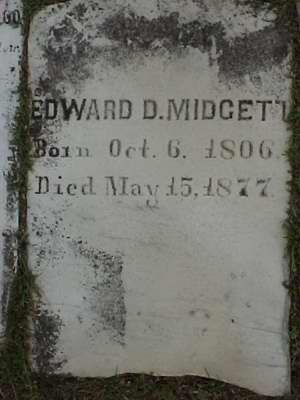 EDWARD D. MIDGETT
Born Oct. 6, 1806
Died May 15, 1877